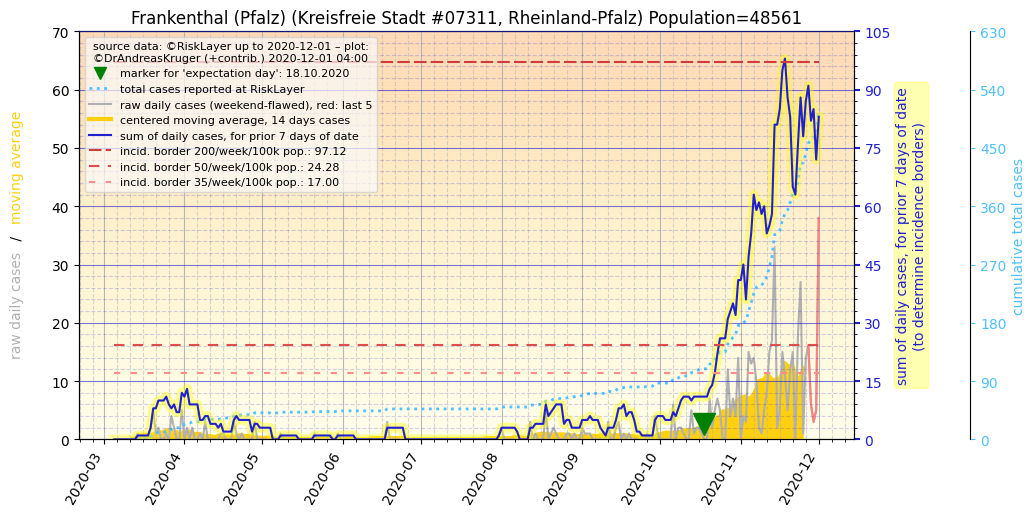 Frankenthal (Pfalz) (Kreisfreie Stadt #07311, Rheinland-Pfalz) Population=48561
source data: ©RiskLayer up to 2020-12-01 – plot:
©DrAndreasKruger (+contrib.) 2020-12-01 04:00
marker for 'expectation day': 18.10.2020
total cases reported at RiskLayer
raw daily cases (weekend-flawed), red: last 5
centered moving average, 14 days cases
sum of daily cases, for prior 7 days of date
incid. border 200/week/100k pop.: 97.12
incid. border 50/week/100k pop.: 24.28
incid. border 35/week/100k pop.: 17.00
raw daily cases / moving average
70
60
50
40
30
20
10
0
105
90
75
60
45
30
15
0
sum of daily cases, for prior 7 days of date
(to determine incidence borders)
630
540
450
360
270
180
90
0
cumulative total cases
2020-03
2020-04
2020-05
2020-06
2020-07
2020-08
2020-09
2020-10
2020-11
2020-12